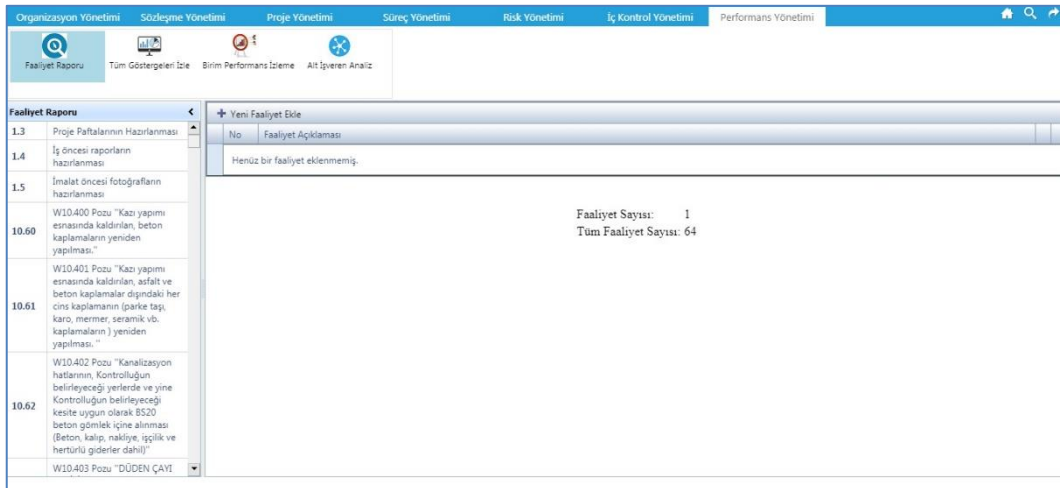 Organizasyon Yönetimi Sözleşme Yönetimi Proje Yönetimi Süreç Yönetimi Risk Yönetimi İç Kontrol Yönetimi Performans Yönetimi
Faaliyet Raporu Tüm Göstergeleri İzle Birim Performans İzleme Alt İşveren Analiz
Faaliyet Raporu
1.3 Proje Paftalarının Hazırlanması
1.4 İş öncesi raporların
hazırlanması
1.5 İmalat öncesi fotoğrafların
hazırlanması
10.60 W10.400 Pozu "Kazı yapımı
esnasında kaldırılan, beton
kaplamaların yeniden
yapılması."
10.61 W10.401 Pozu "Kazı yapımı
esnasında kaldırılan, asfalt ve
beton kaplamalar dışındaki her
cins kaplamanın (parke taşı,
karo, mermer, seramik vb.
kaplamaların ) yeniden
yapılması. "
10.62 W10.402 Pozu "Kanalizasyon
hatlarının, Kontrolluğun
belirleyeceği yerlerde ve yine
Kontrolluğun belirleyeceği
kesite uygun olarak BS20
beton gömlek içine alınması
(Beton, kalıp, nakliye, işçilik ve
hertürlü giderler dahil)"
W10.403 Pozu "DÜDEN ÇAYI
Yeni Faaliyet Ekle
No Faaliyet Açıklaması
Henüz bir faaliyet eklenmemiş.
Faaliyet Sayısı: 1
Tüm Faaliyet Sayısı: 64